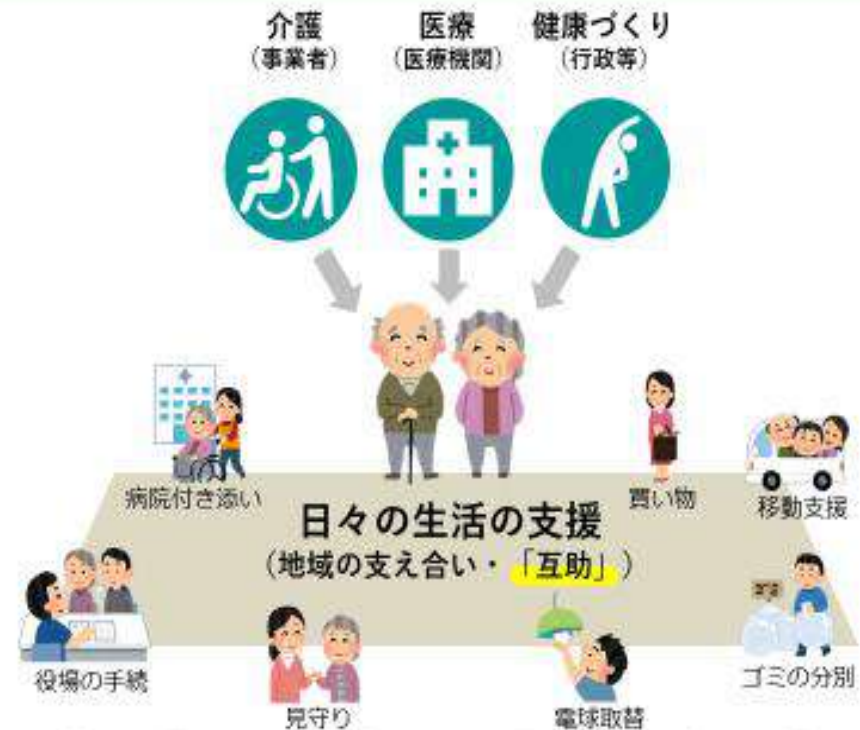 介護
(事業者)
医療
(医療機関)
健康づくり
(行政等)
病院付き添い
買い物
移動支援
日々の生活の支援
(地域の支え合い・「互助」)
役場の手続
見守り
電球取替
ゴミの分別